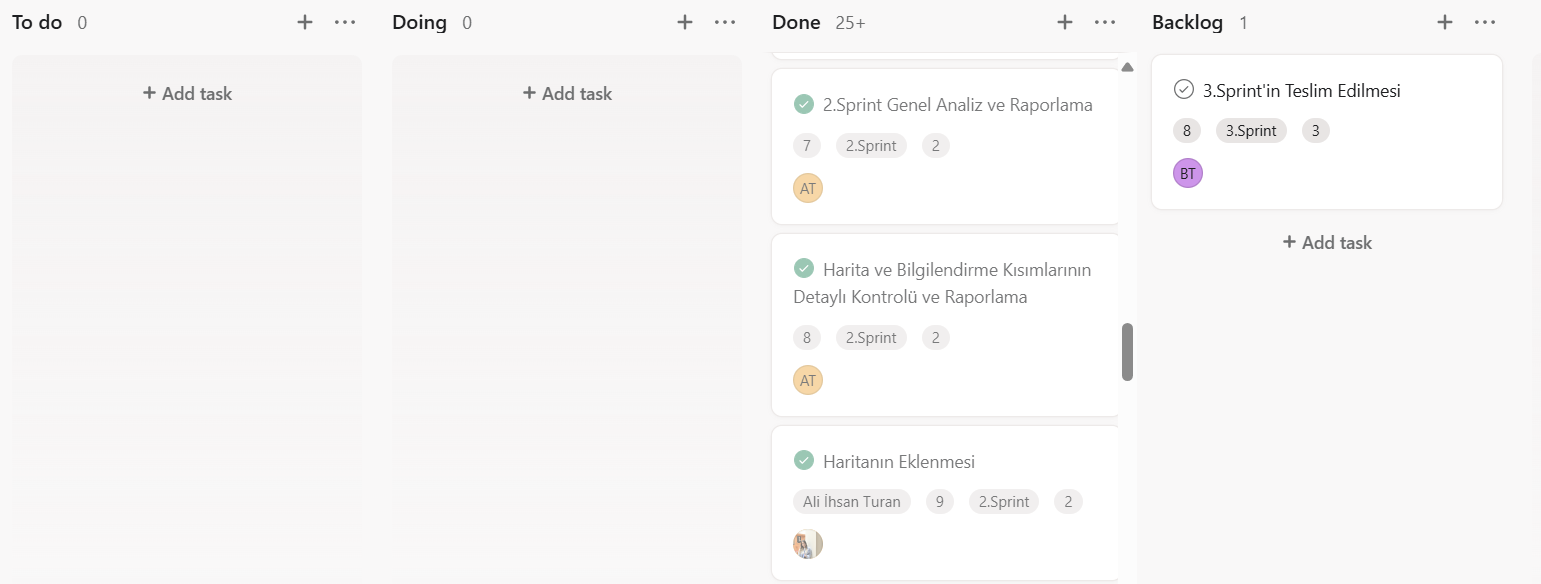 To do 0
+ Add task
Doing 0
+ Add task
Done 25+
2.Sprint Genel Analiz ve Raporlama
7 2.Sprint 2
AT
Harita ve Bilgilendirme Kısımlarının
Detaylı Kontrolü ve Raporlama
8 2.Sprint 2
AT
Haritanın Eklenmesi
Ali İhsan Turan 9 2.Sprint 2
Backlog 1
3.Sprint'in Teslim Edilmesi
8 3.Sprint 3
BT
+ Add task